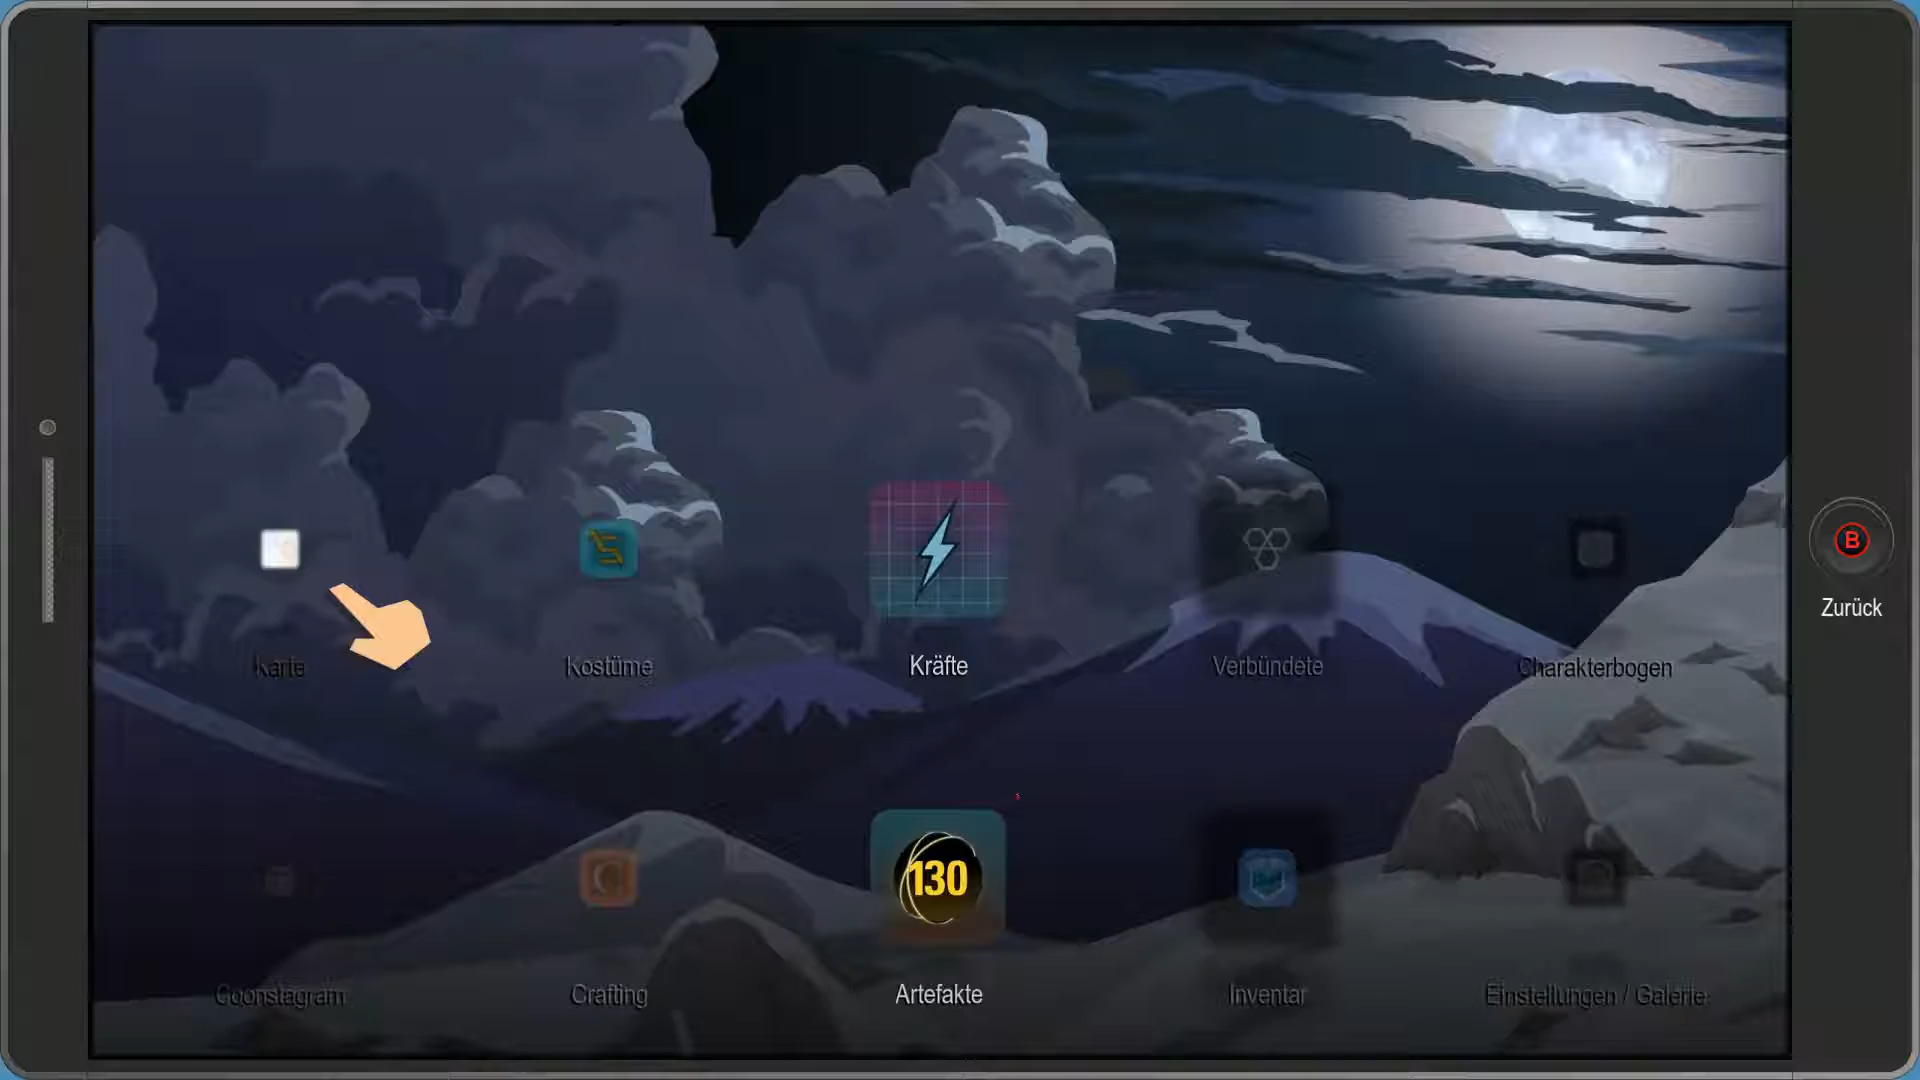 B
Zurück
Karte
Kostüme
Kräfte
Verbündete
Charakterbogen
130
Coonstagram
Crafting
Artefakte
Inventar
Einstellungen / Galerie